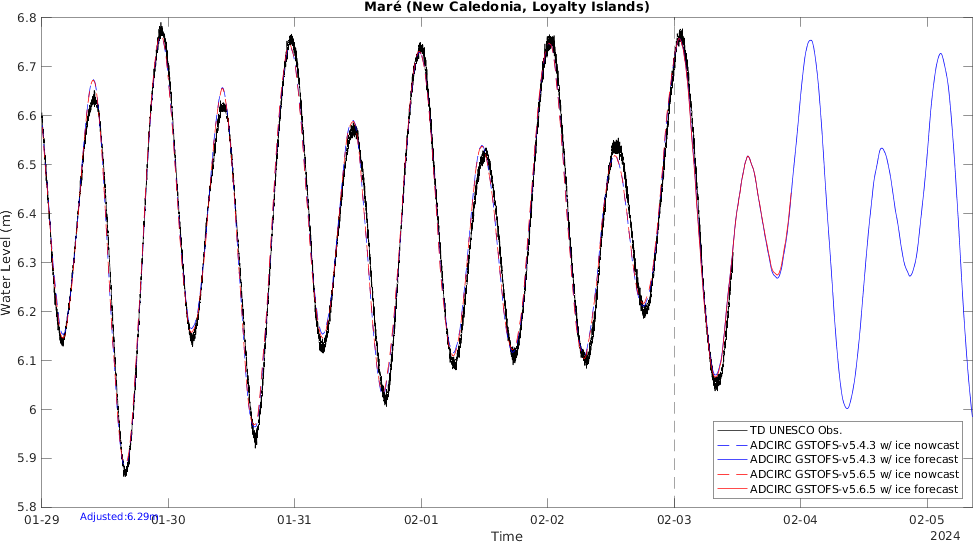 Maré (New Caledonia, Loyalty Islands)
6.8
6.7
6.6
6.5
6.4
6.3
6.2
6.1
6
5.9
5.8
Water Level (m)
TD UNESCO Obs.
ADCIRC GSTOFS-v5.4.3 w/ ice nowcast
ADCIRC GSTOFS-v5.4.3 w/ ice forecast
ADCIRC GSTOFS-v5.6.5 w/ ice nowcast
ADCIRC GSTOFS-v5.6.5 w/ ice forecast
01-29
01-30
01-31
02-01
02-02
02-03
02-04
02-05
Adjusted:6.29m
Time
2024